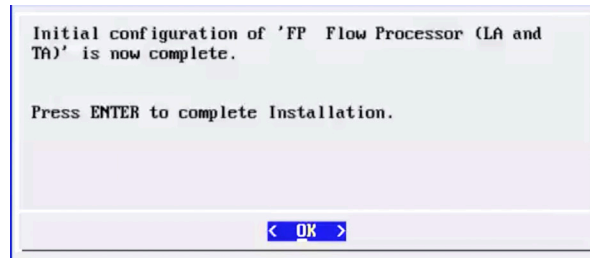 Initial configuration of 'FP  Flow Processor (LA and
TA)' is now complete.
Press ENTER to complete Installation.
< OK >